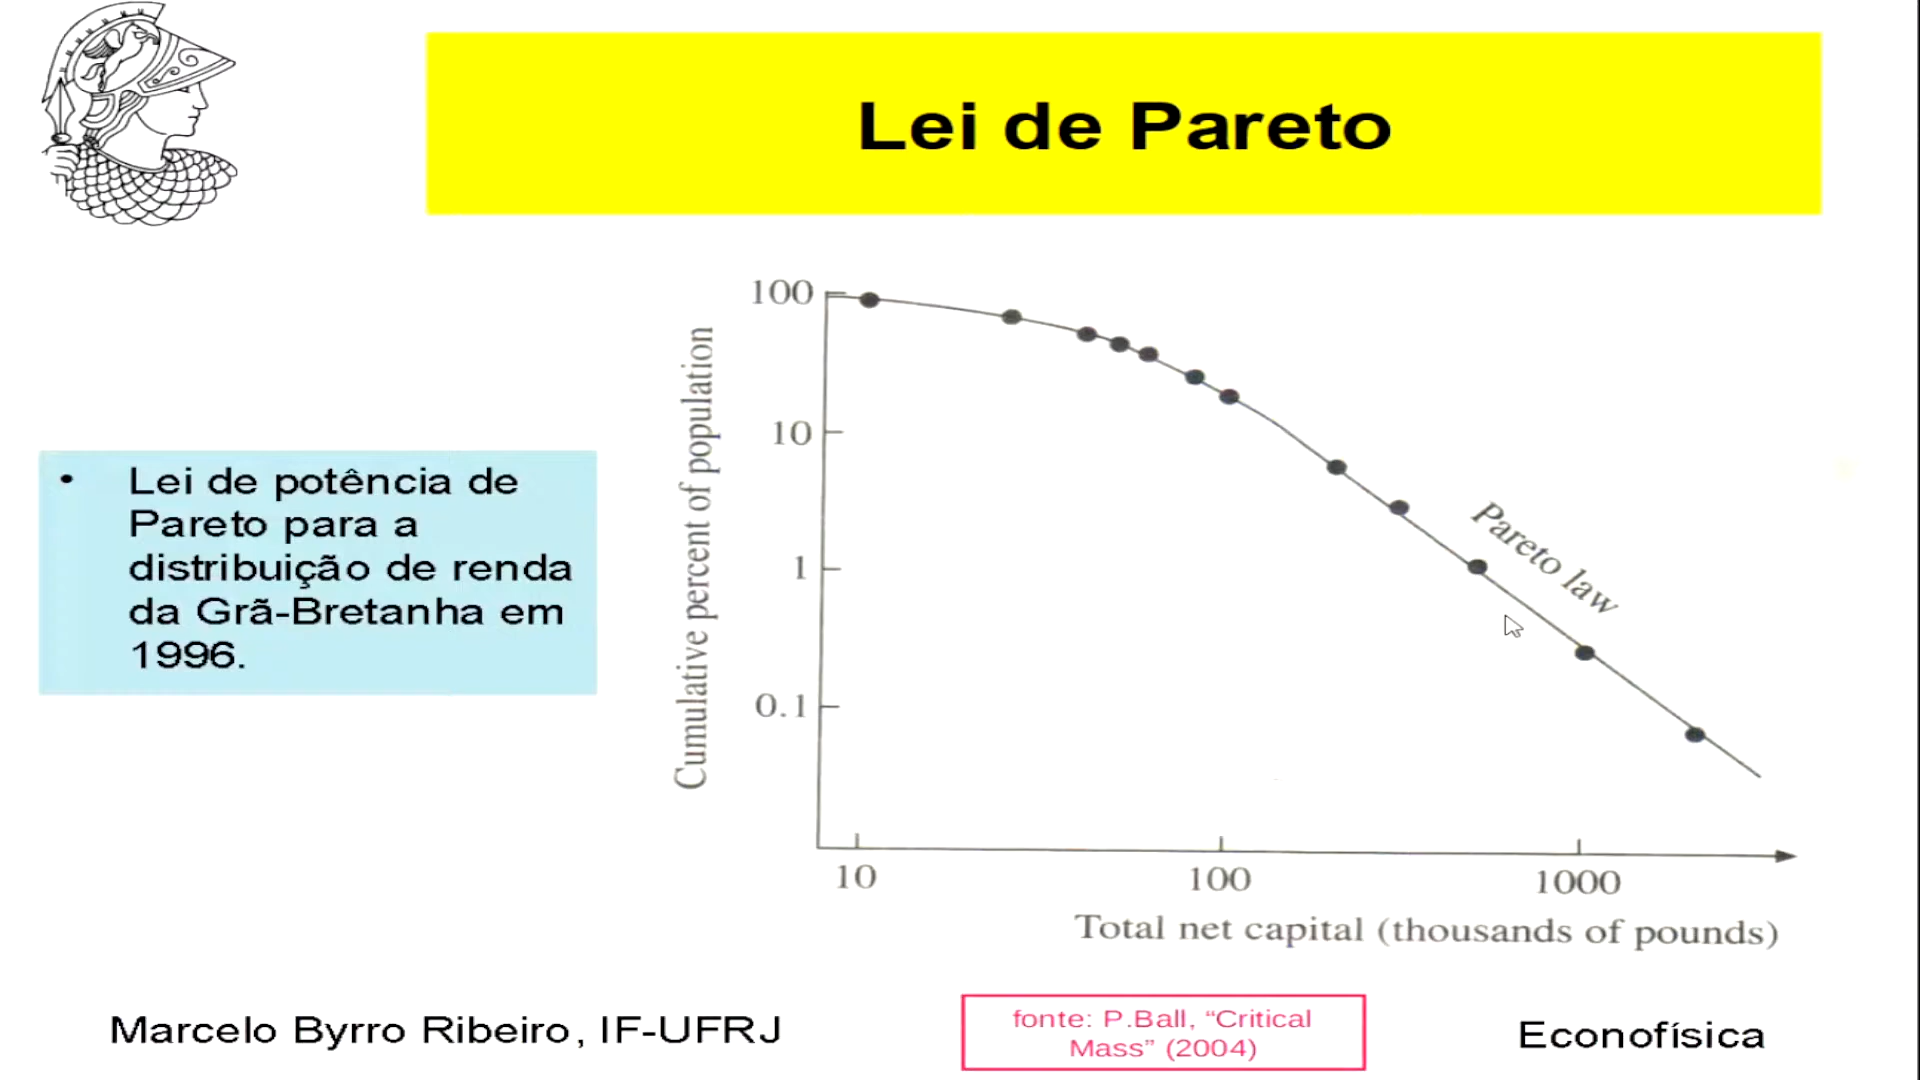 Lei de Pareto
• Lei de potência de
Pareto para a
distribuição de renda
da Grã-Bretanha em
1996.
Cumulative percent of population
100
10
1
0.1
Pareto law
10
100
1000
Total net capital (thousands of pounds)
Marcelo Byrro Ribeiro, IF-UFRJ
fonte: P.Ball, “Critical
Mass” (2004)
Econofísica